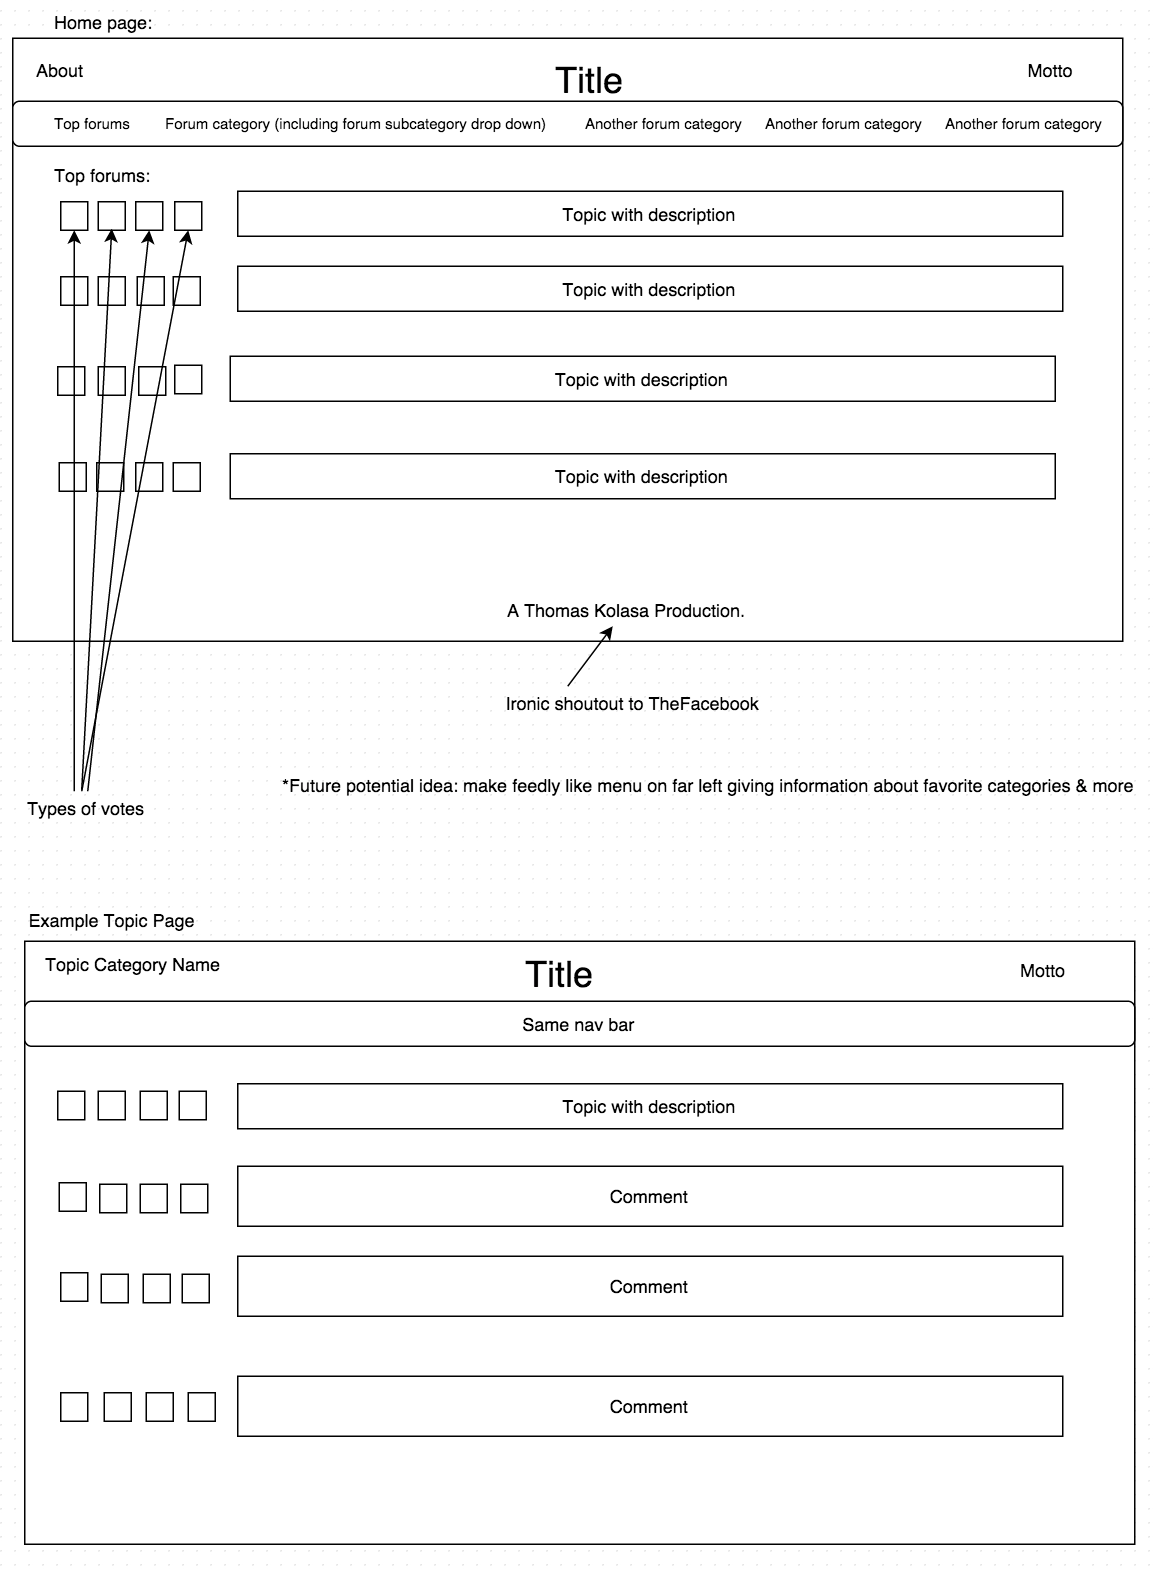 Home page:
About
Title
Motto
Top forums
Forum category (including forum subcategory drop down)
Another forum category
Another forum category
Another forum category
Top forums:
Topic with description
Topic with description
Topic with description
Topic with description
A Thomas Kolasa Production.
Ironic shoutout to TheFacebook
*Future potential idea: make feedly like menu on far left giving information about favorite categories & more
Types of votes
Example Topic Page
Topic Category Name
Title
Motto
Same nav bar
Topic with description
Comment
Comment
Comment